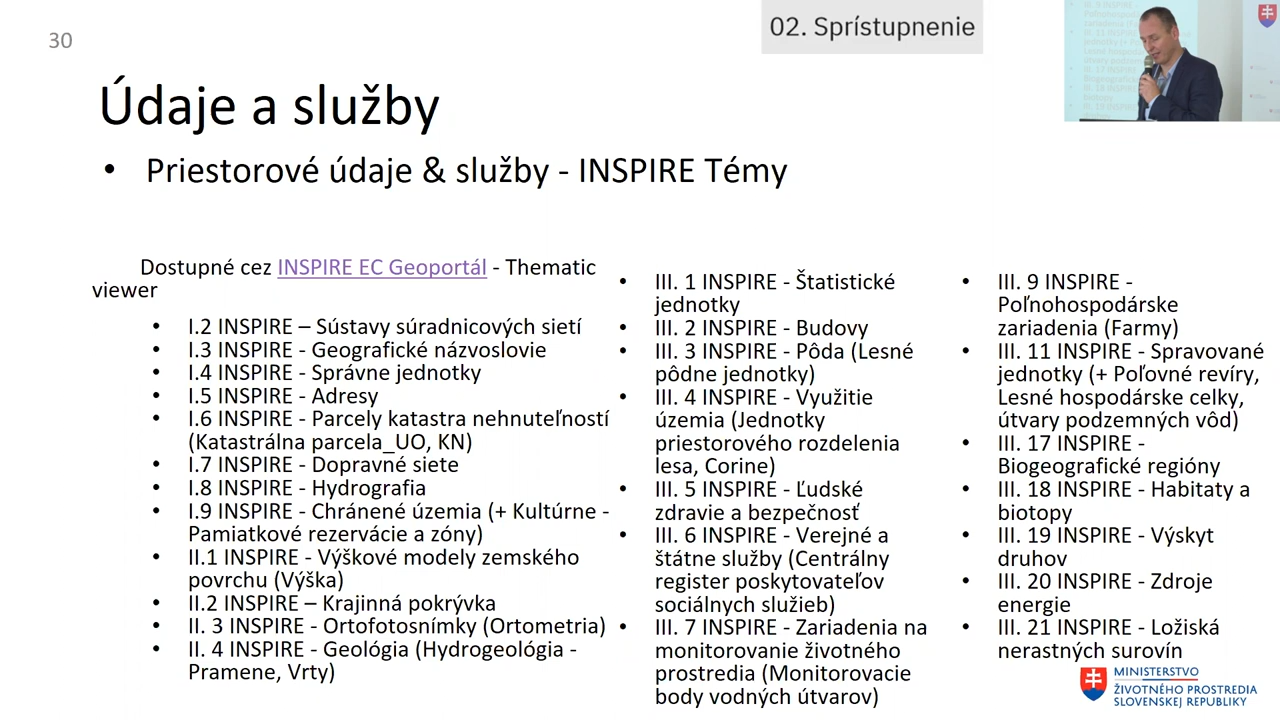 30
02. Sprístupnenie
Údaje a služby
• Priestorové údaje & služby - INSPIRE Témy
Dostupné cez INSPIRE EC Geoportál - Thematic
viewer
• I.2 INSPIRE – Sústavy súradnicových sietí
• I.3 INSPIRE - Geografické názvoslovie
• I.4 INSPIRE - Správne jednotky
• I.5 INSPIRE - Adresy
• I.6 INSPIRE - Parcely katastra nehnuteľností
(Katastrálna parcela_UO, KN)
• I.7 INSPIRE - Dopravné siete
• I.8 INSPIRE - Hydrografia
• I.9 INSPIRE - Chránené územia (+ Kultúrne -
Pamiatkové rezervácie a zóny)
• II.1 INSPIRE - Výškové modely zemského
povrchu (Výška)
• II.2 INSPIRE – Krajinná pokrývka
• II. 3 INSPIRE - Ortofotosnímky (Ortometria)
• II. 4 INSPIRE - Geológia (Hydrogeológia -
Pramene, Vrty)
• III. 1 INSPIRE - Štatistické
jednotky
• III. 2 INSPIRE - Budovy
• III. 3 INSPIRE - Pôda (Lesné
pôdne jednotky)
• III. 4 INSPIRE - Využitie
územia (Jednotky
priestorového rozdelenia
lesa, Corine)
• III. 5 INSPIRE - Ľudské
zdravie a bezpečnosť
• III. 6 INSPIRE - Verejné a
štátne služby (Centrálny
register poskytovateľov
sociálnych služieb)
• III. 7 INSPIRE - Zariadenia na
monitorovanie životného
prostredia (Monitorovacie
body vodných útvarov)
• III. 9 INSPIRE -
Poľnohospodárske
zariadenia (Farmy)
• III. 11 INSPIRE - Spravované
jednotky (+ Poľovné revíry,
Lesné hospodárske celky,
útvary podzemných vôd)
• III. 17 INSPIRE -
Biogeografické regióny
• III. 18 INSPIRE - Habitaty a
biotopy
• III. 19 INSPIRE - Výskyt
druhov
• III. 20 INSPIRE - Zdroje
energie
• III. 21 INSPIRE - Ložiská
nerastných surovín
MINISTERSTVO
ŽIVOTNÉHO PROSTREDIA
SLOVENSKEJ REPUBLIKY